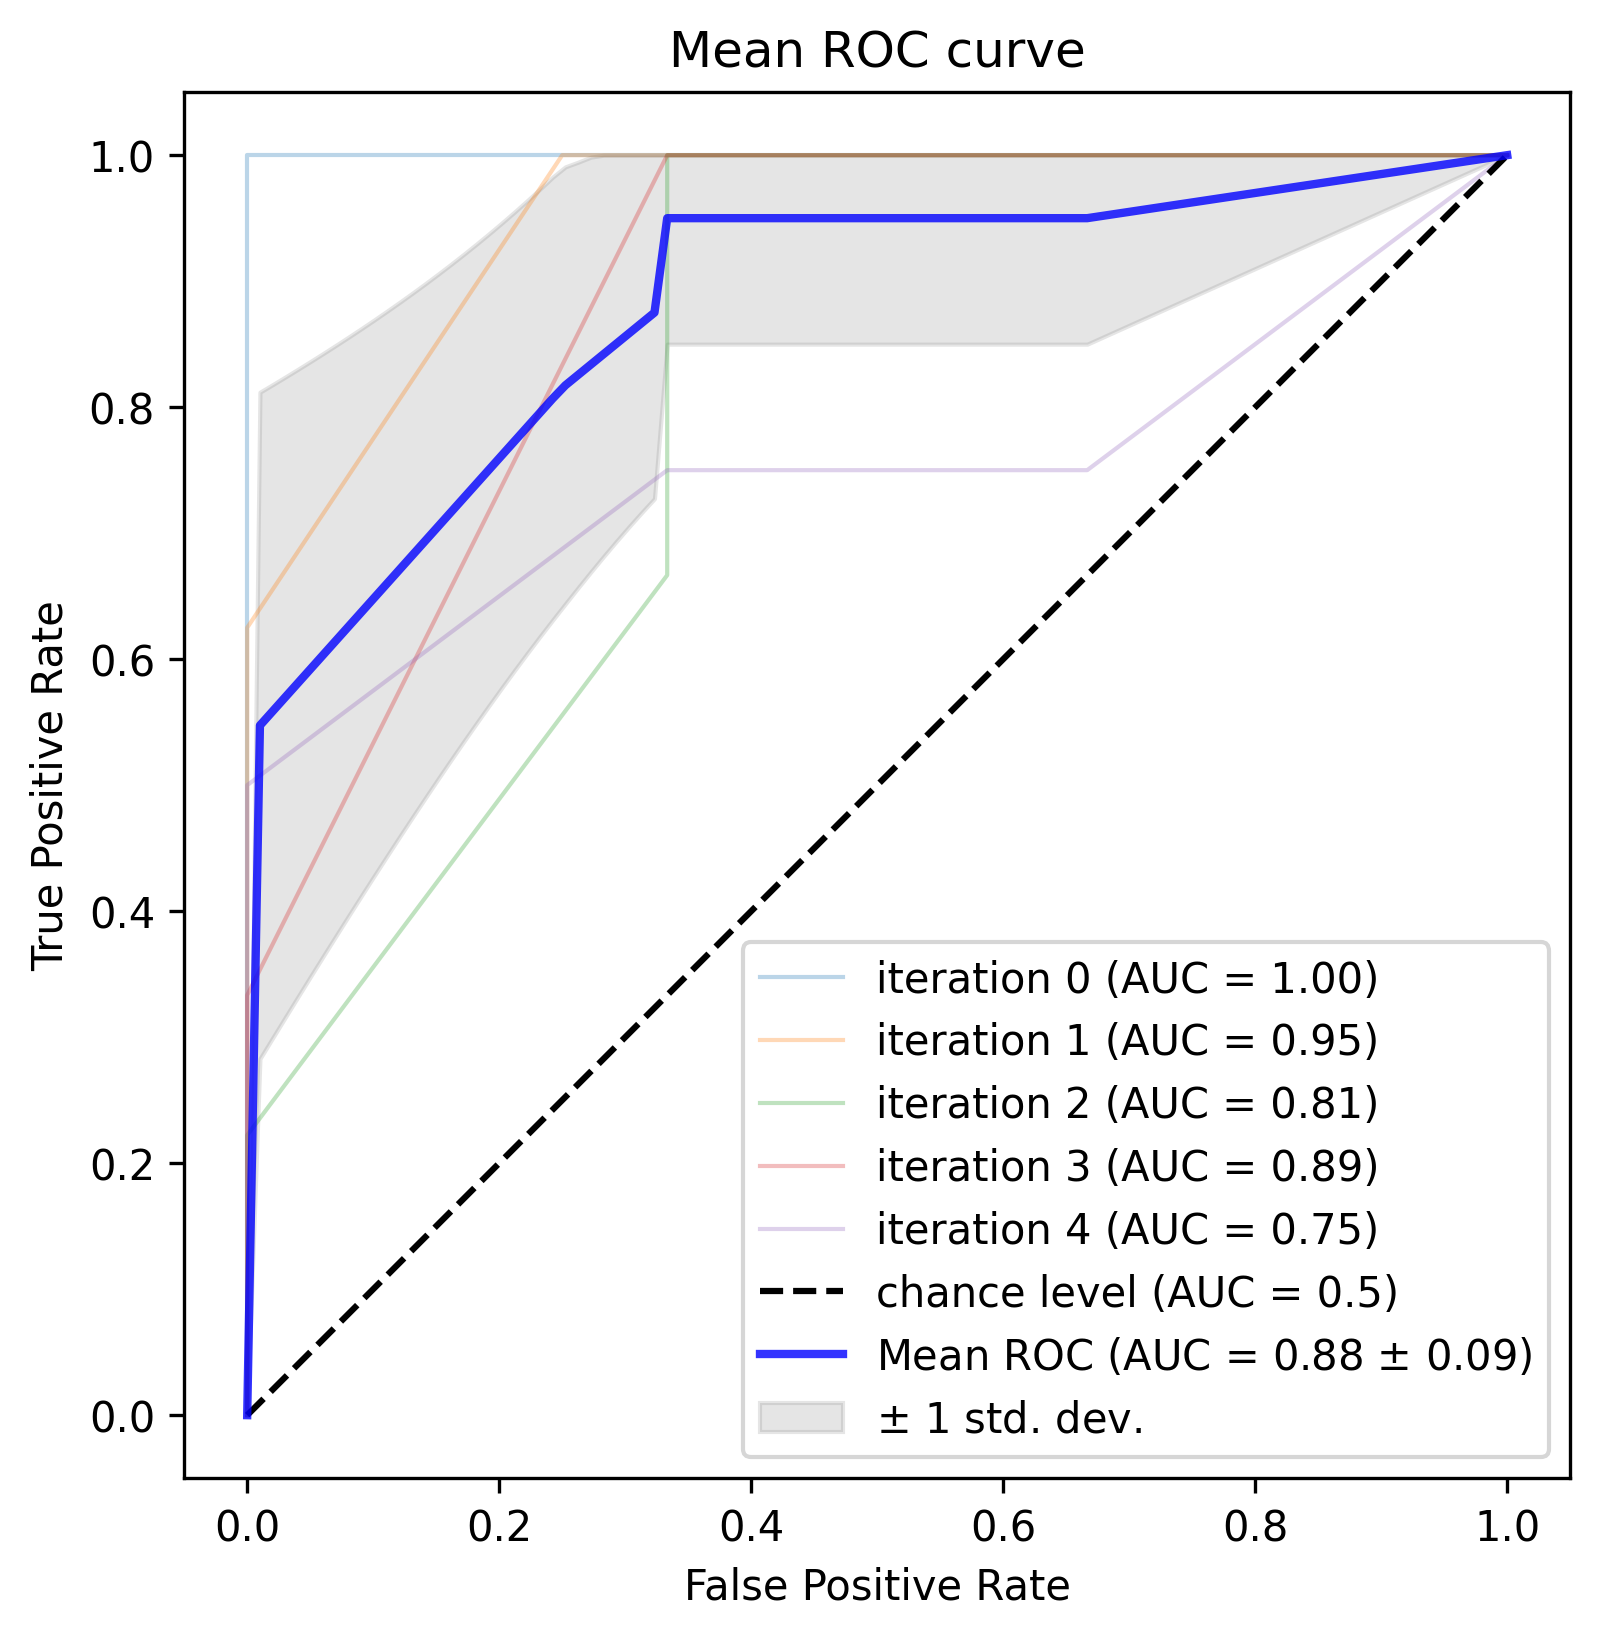 Mean ROC curve
True Positive Rate
1.0
0.8
0.6
0.4
0.2
0.0
iteration 0 (AUC = 1.00)
iteration 1 (AUC = 0.95)
iteration 2 (AUC = 0.81)
iteration 3 (AUC = 0.89)
iteration 4 (AUC = 0.75)
chance level (AUC = 0.5)
Mean ROC (AUC = 0.88 ± 0.09)
± 1 std. dev.
0.0 0.2 0.4 0.6 0.8 1.0
False Positive Rate